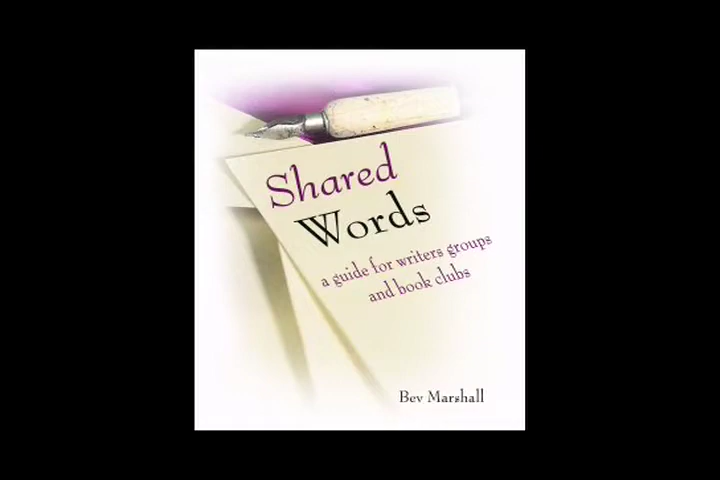 Shared
Words
a guide for writers groups
and book clubs
Bev Marshall